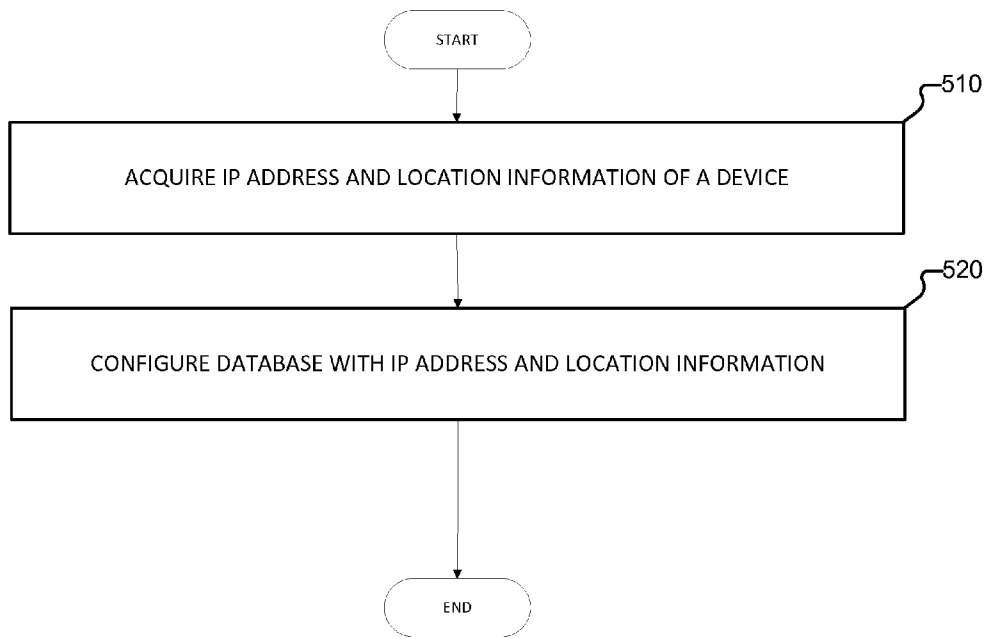 START
510
ACQUIRE IP ADDRESS AND LOCATION INFORMATION OF A DEVICE
520
CONFIGURE DATABASE WITH IP ADDRESS AND LOCATION INFORMATION
END